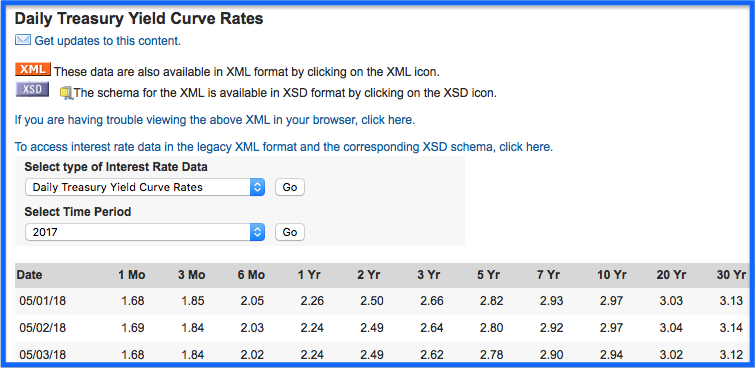 Daily Treasury Yield Curve Rates
Get updates to this content.
XML These data are also available in XML format by clicking on the XML icon.
XSD The schema for the XML is available in XSD format by clicking on the XSD icon.
If you are having trouble viewing the above XML in your browser, click here.
To access interest rate data in the legacy XML format and the corresponding XSD schema, click here.
Select type of Interest Rate Data
Daily Treasury Yield Curve Rates Go
Select Time Period
2017 Go
Date 1 Mo 3 Mo 6 Mo 1 Yr 2 Yr 3 Yr 5 Yr 7 Yr 10 Yr 20 Yr 30 Yr
05/01/18 1.68 1.85 2.05 2.26 2.50 2.66 2.82 2.93 2.97 3.03 3.13
05/02/18 1.69 1.84 2.03 2.24 2.49 2.64 2.80 2.92 2.97 3.04 3.14
05/03/18 1.68 1.84 2.02 2.24 2.49 2.62 2.78 2.90 2.94 3.02 3.12